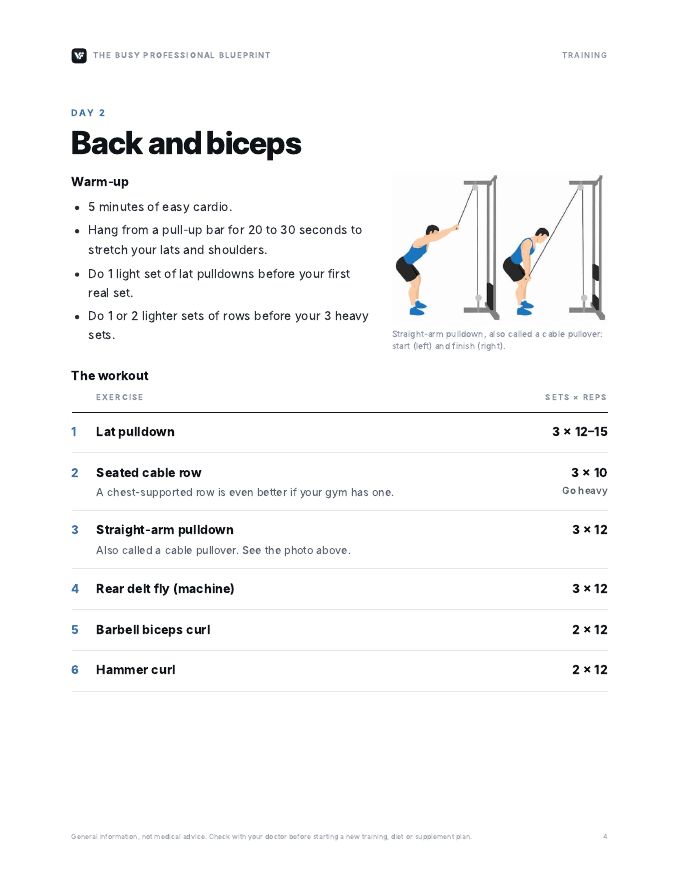 THE BUSY PROFESSIONAL BLUEPRINT
TRAINING
DAY 2
Back and biceps
Warm-up
• 5 minutes of easy cardio.
• Hang from a pull-up bar for 20 to 30 seconds to
stretch your lats and shoulders.
• Do 1 light set of lat pulldowns before your first
real set.
• Do 1 or 2 lighter sets of rows before your 3 heavy
sets.
Straight-arm pulldown, also called a cable pullover:
start (left) and finish (right).
The workout
EXERCISE SETS × REPS
1 Lat pulldown 3 × 12–15
2 Seated cable row 3 × 10
A chest-supported row is even better if your gym has one. Go heavy
3 Straight-arm pulldown 3 × 12
Also called a cable pullover. See the photo above.
4 Rear delt fly (machine) 3 × 12
5 Barbell biceps curl 2 × 12
6 Hammer curl 2 × 12
General information, not medical advice. Check with your doctor before starting a new training, diet or supplement plan. 4